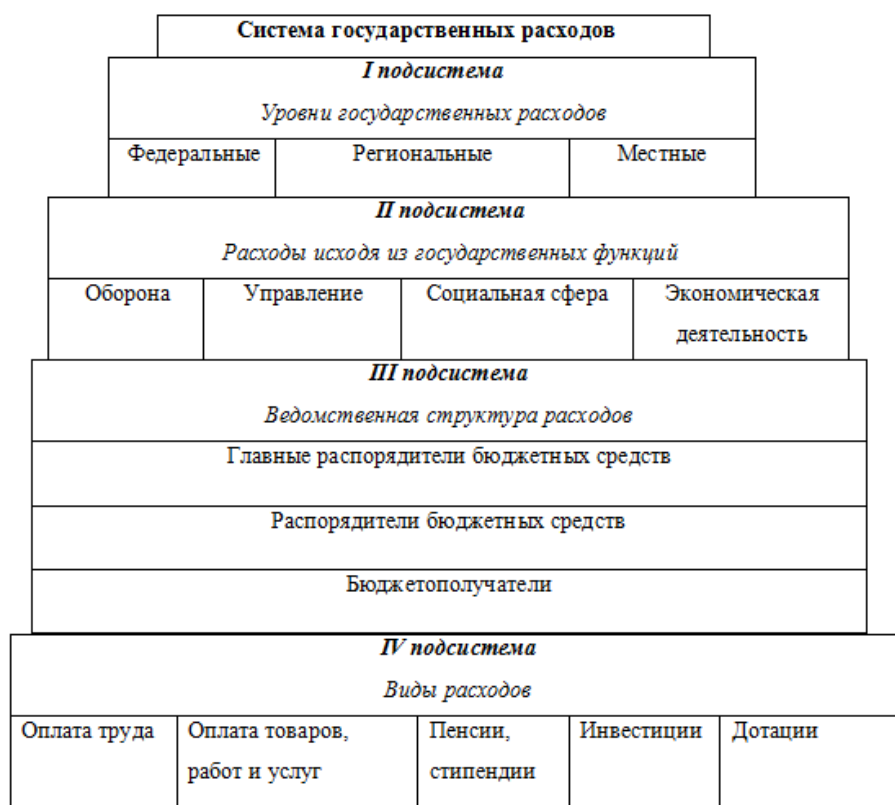 Система государственных расходов
I подсистема
Уровни государственных расходов
Федеральные Региональные Местные
II подсистема
Расходы исходя из государственных функций
Оборона Управление Социальная сфера Экономическая
деятельность
III подсистема
Ведомственная структура расходов
Главные распорядители бюджетных средств
Распорядители бюджетных средств
Бюджетополучатели
IV подсистема
Виды расходов
Оплата труда Оплата товаров, Пенсии, Инвестиции Дотации
работ и услуг стипендии